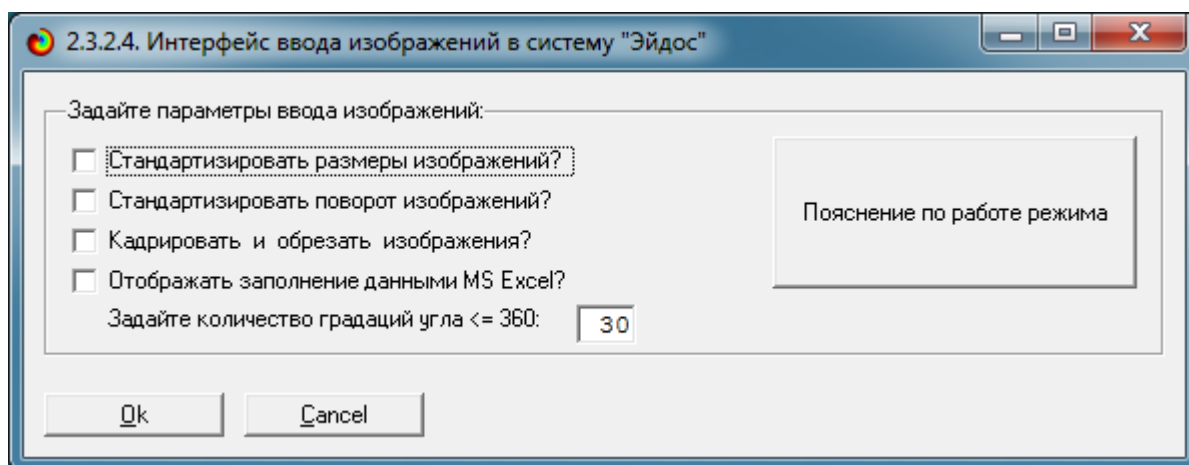 2.3.2.4. Интерфейс ввода изображений в систему "Эйдос"
Задайте параметры ввода изображений:
Стандартизировать размеры изображений?
Стандартизировать поворот изображений?
Кадрировать и обрезать изображения?
Отображать заполнение данными MS Excel?
Задайте количество градаций угла <= 360: 30
Пояснение по работе режима
Ok Cancel